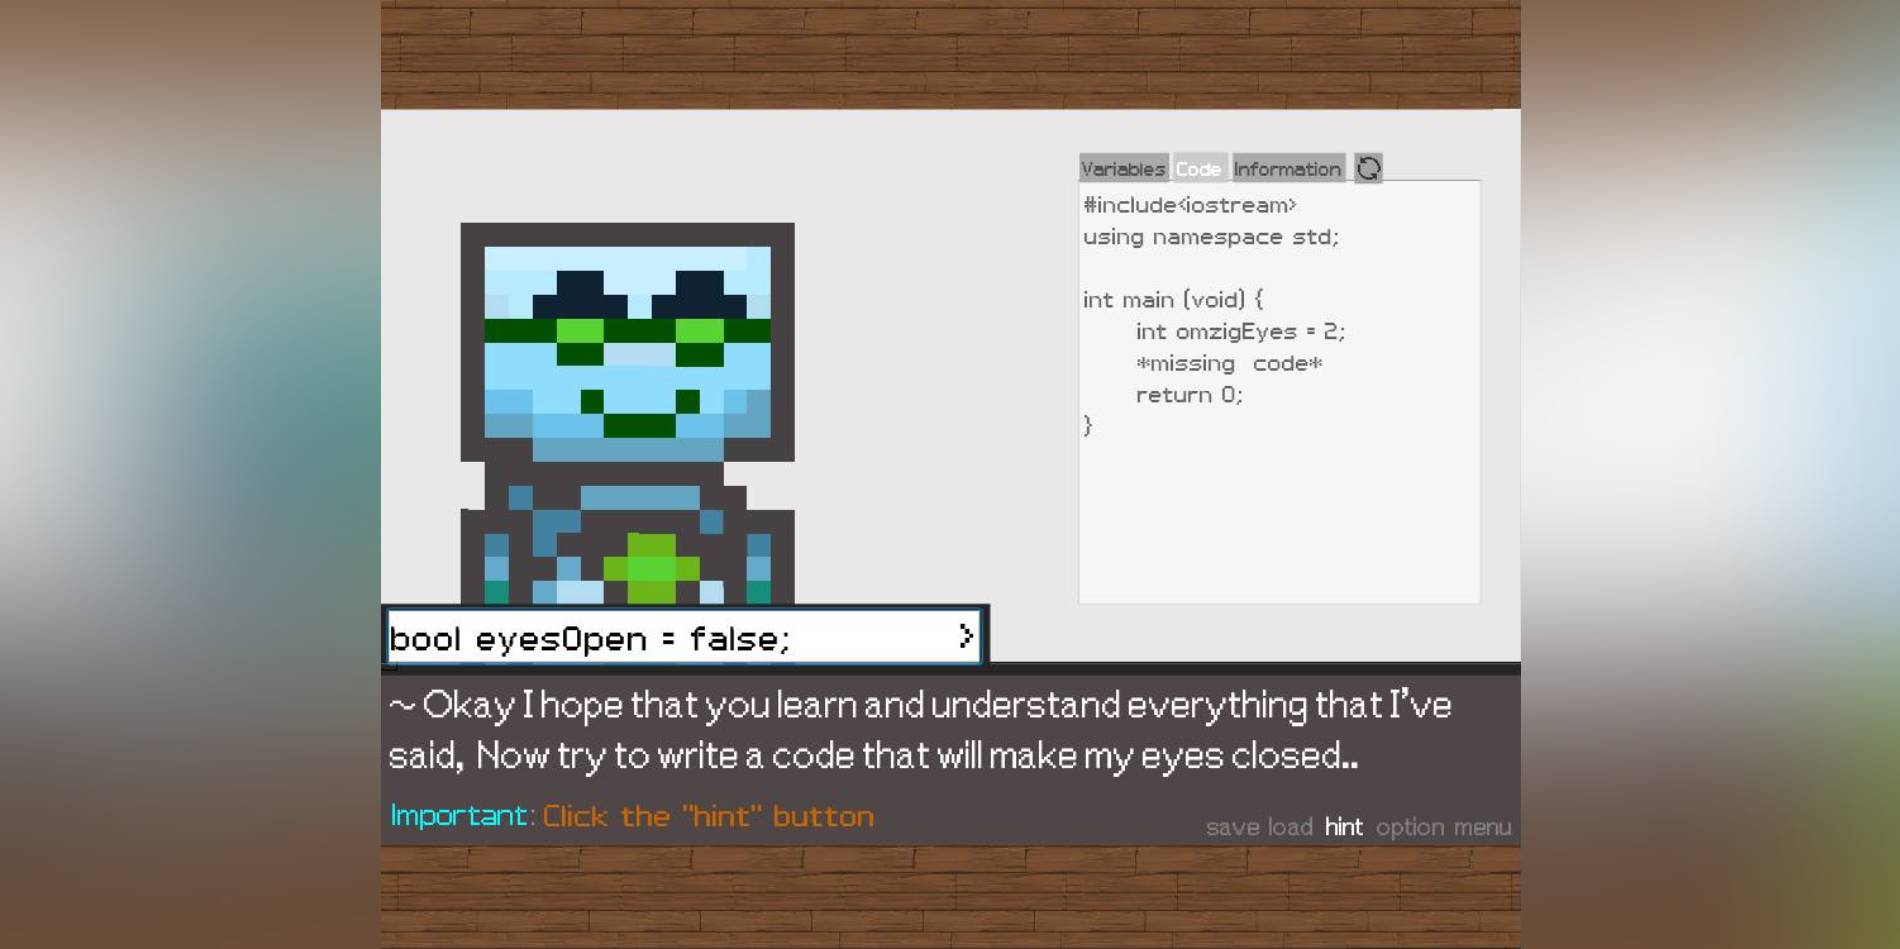 Variables Code Information
#include<iostream>
using namespace std;
int main (void) {
int omzigEyes = 2;
*missing code*
return 0;
}
bool eyesOpen = false; >
~ Okay I hope that you learn and understand everything that I've
said, Now try to write a code that will make my eyes closed..
Important: Click the "hint" button
save load hint option menu